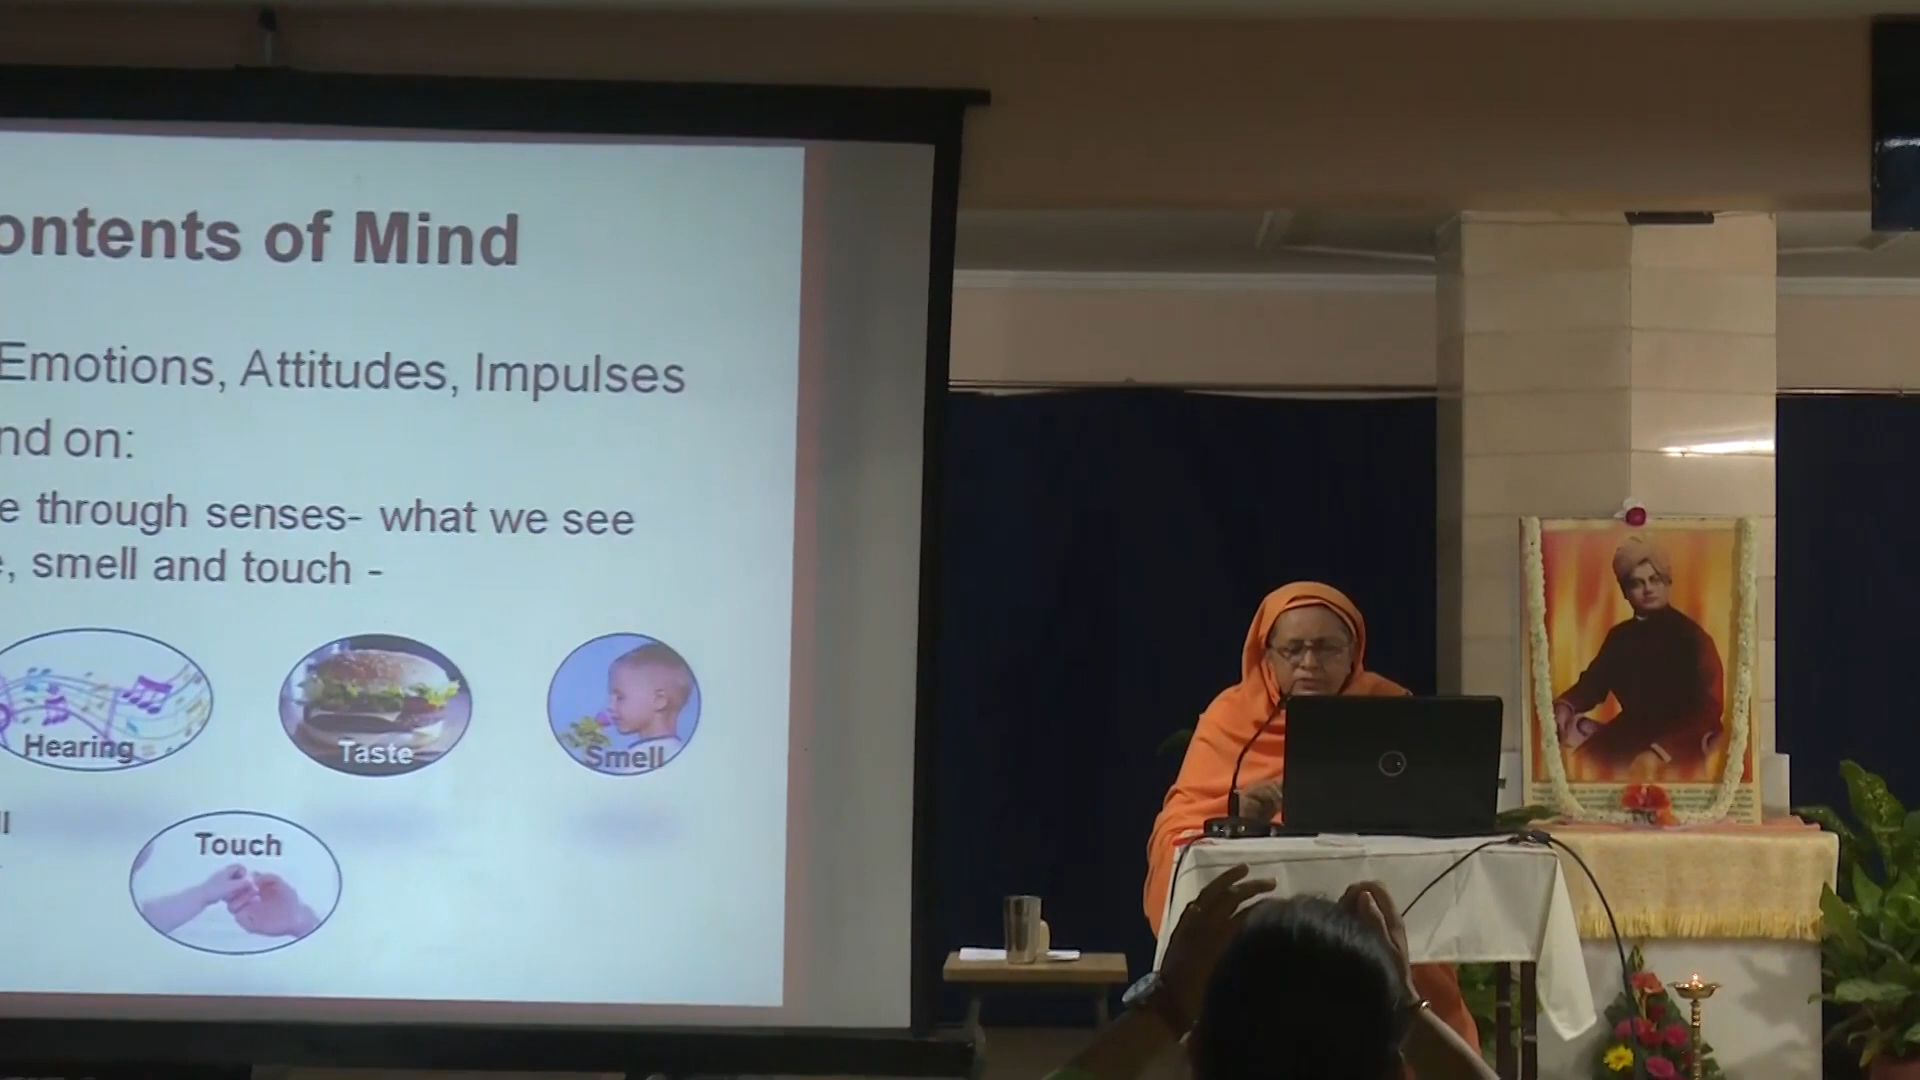 ontents of Mind
Emotions, Attitudes, Impulses
nd on:
e through senses- what we see
e, smell and touch -
Hearing
Taste
Smell
Touch